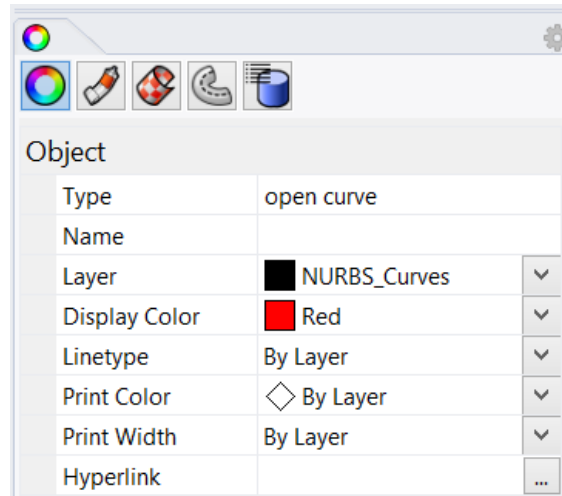 Object
Type open curve
Name
Layer NURBS_Curves
Display Color Red
Linetype By Layer
Print Color By Layer
Print Width By Layer
Hyperlink ...